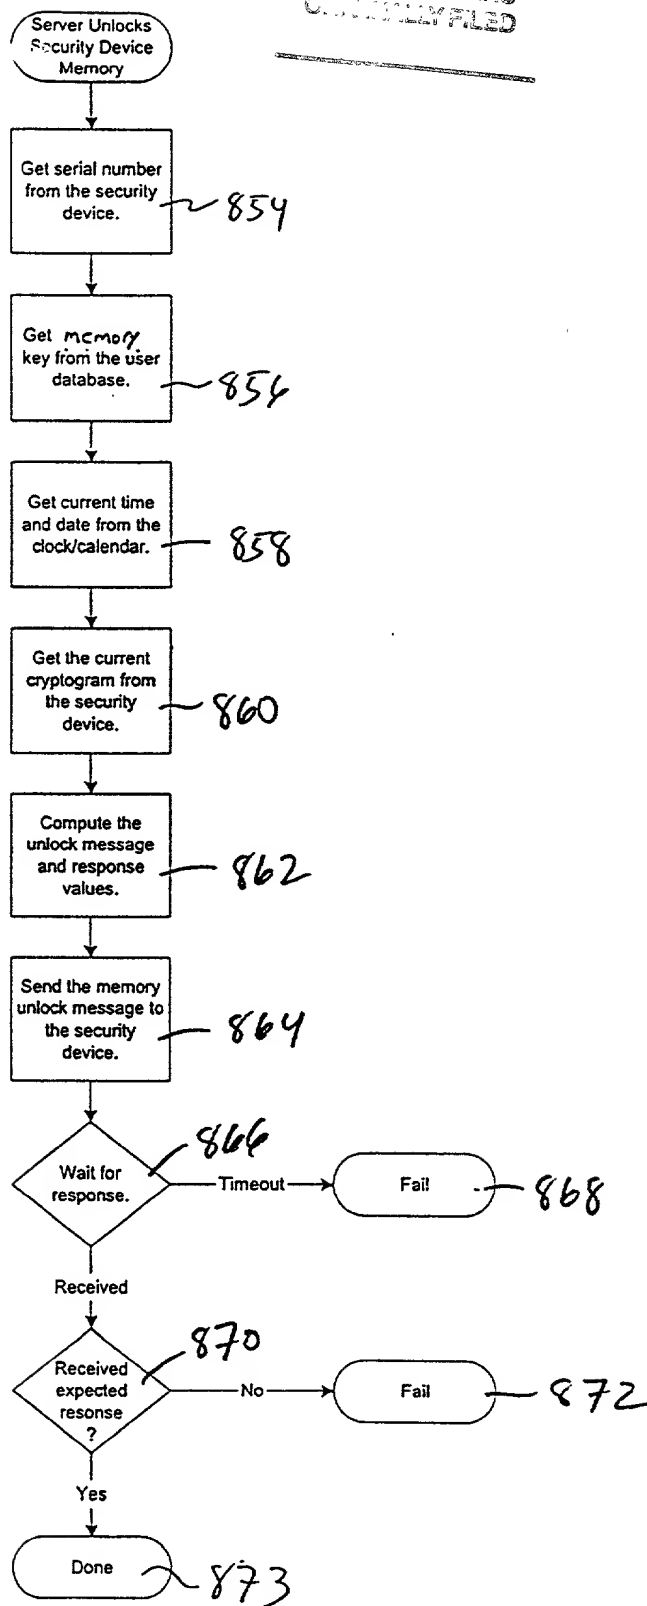 FILED
Server Unlocks
Security Device
Memory
Get serial number
from the security
device.
854
Get memory
key from the user
database.
856
Get current time
and date from the
clock/calendar.
858
Get the current
cryptogram from
the security
device.
860
Compute the
unlock message
and response
values.
862
Send the memory
unlock message to
the security
device.
864
866
Wait for
response.
Timeout
Fail
868
Received
870
Received
expected
resonse
?
No
Fail
872
Yes
Done
873